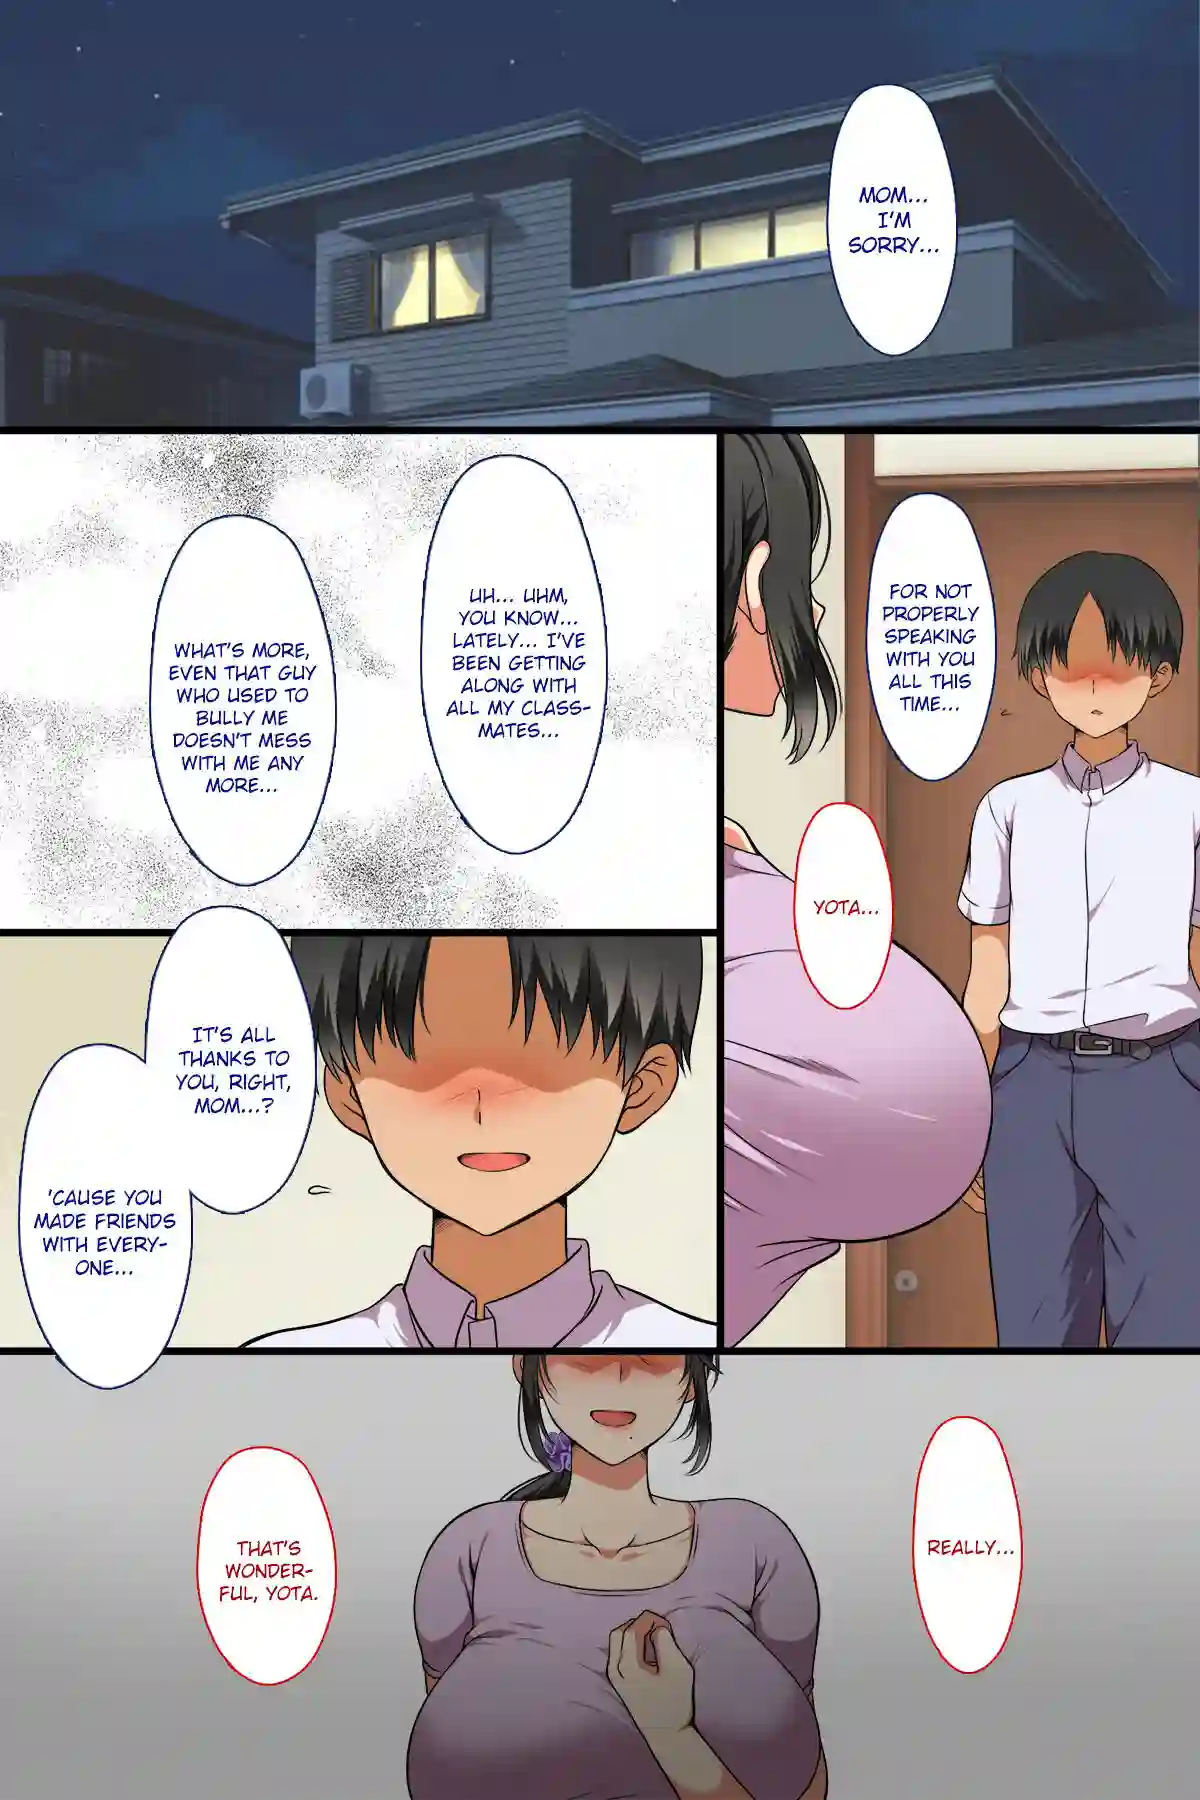 MOM...
I'M
SORRY...
FOR NOT
PROPERLY
SPEAKING
WITH YOU
ALL THIS
TIME...
YOTA...
UH... UHM,
YOU KNOW...
LATELY... I'VE
BEEN GETTING
ALONG WITH
ALL MY CLASS-
MATES...
WHAT'S MORE,
EVEN THAT GUY
WHO USED TO
BULLY ME
DOESN'T MESS
WITH ME ANY
MORE...
IT'S ALL
THANKS TO
YOU, RIGHT,
MOM...?
'CAUSE YOU
MADE FRIENDS
WITH EVERY-
ONE...
REALLY...
THAT'S
WONDER-
FUL, YOTA.